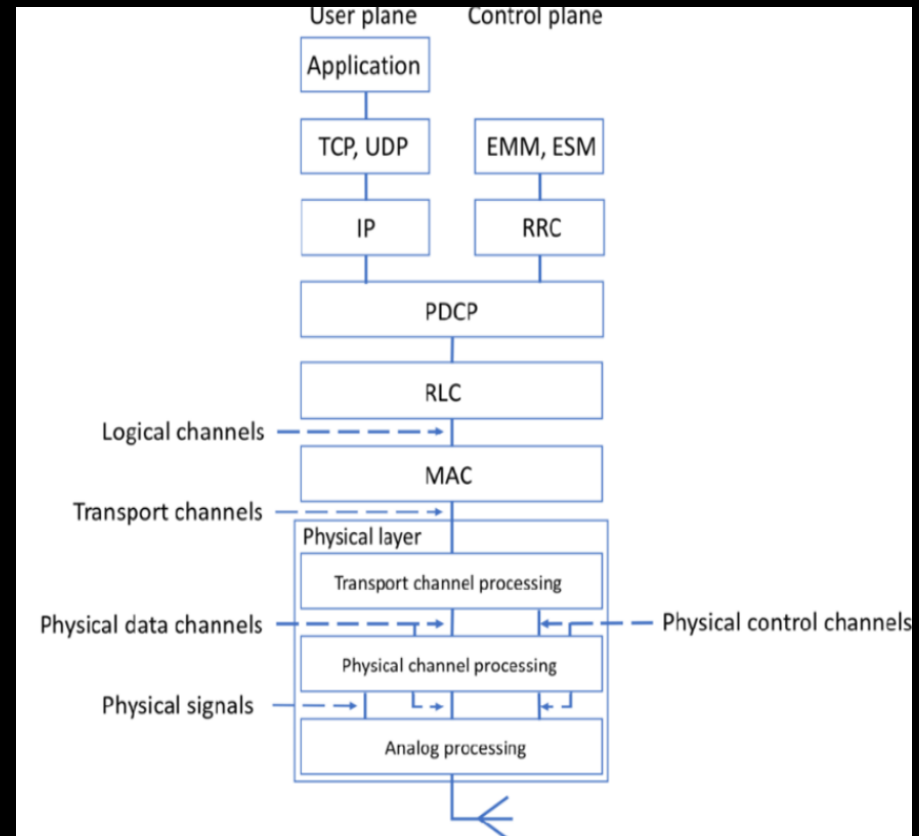 User plane Control plane
Application
TCP, UDP EMM, ESM
IP RRC
PDCP
RLC
Logical channels
MAC
Transport channels
Physical layer
Transport channel processing
Physical data channels Physical control channels
Physical channel processing
Physical signals
Analog processing